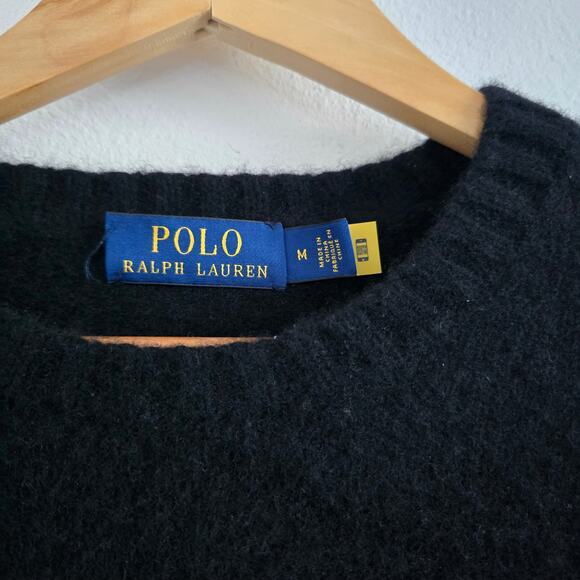 POLO
RALPH LAUREN
M
MADE IN
CHINA
FABRIQUÉ EN
CHINE